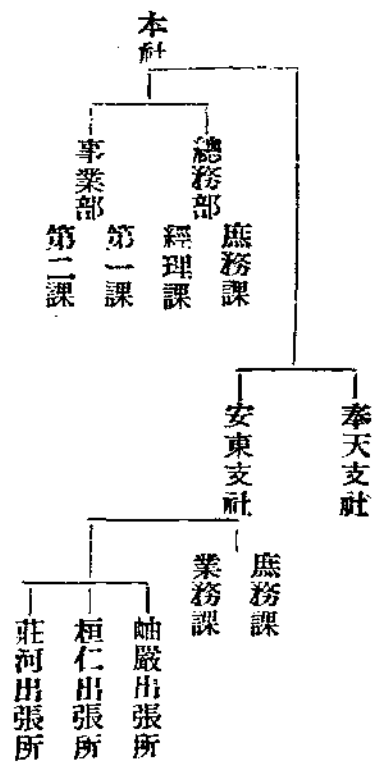 本社
總務部
庶務課
經理課
事業部
第一課
第二課
奉天支社
安東支社
庶務課
業務課
岫嚴出張所
桓仁出張所
莊河出張所